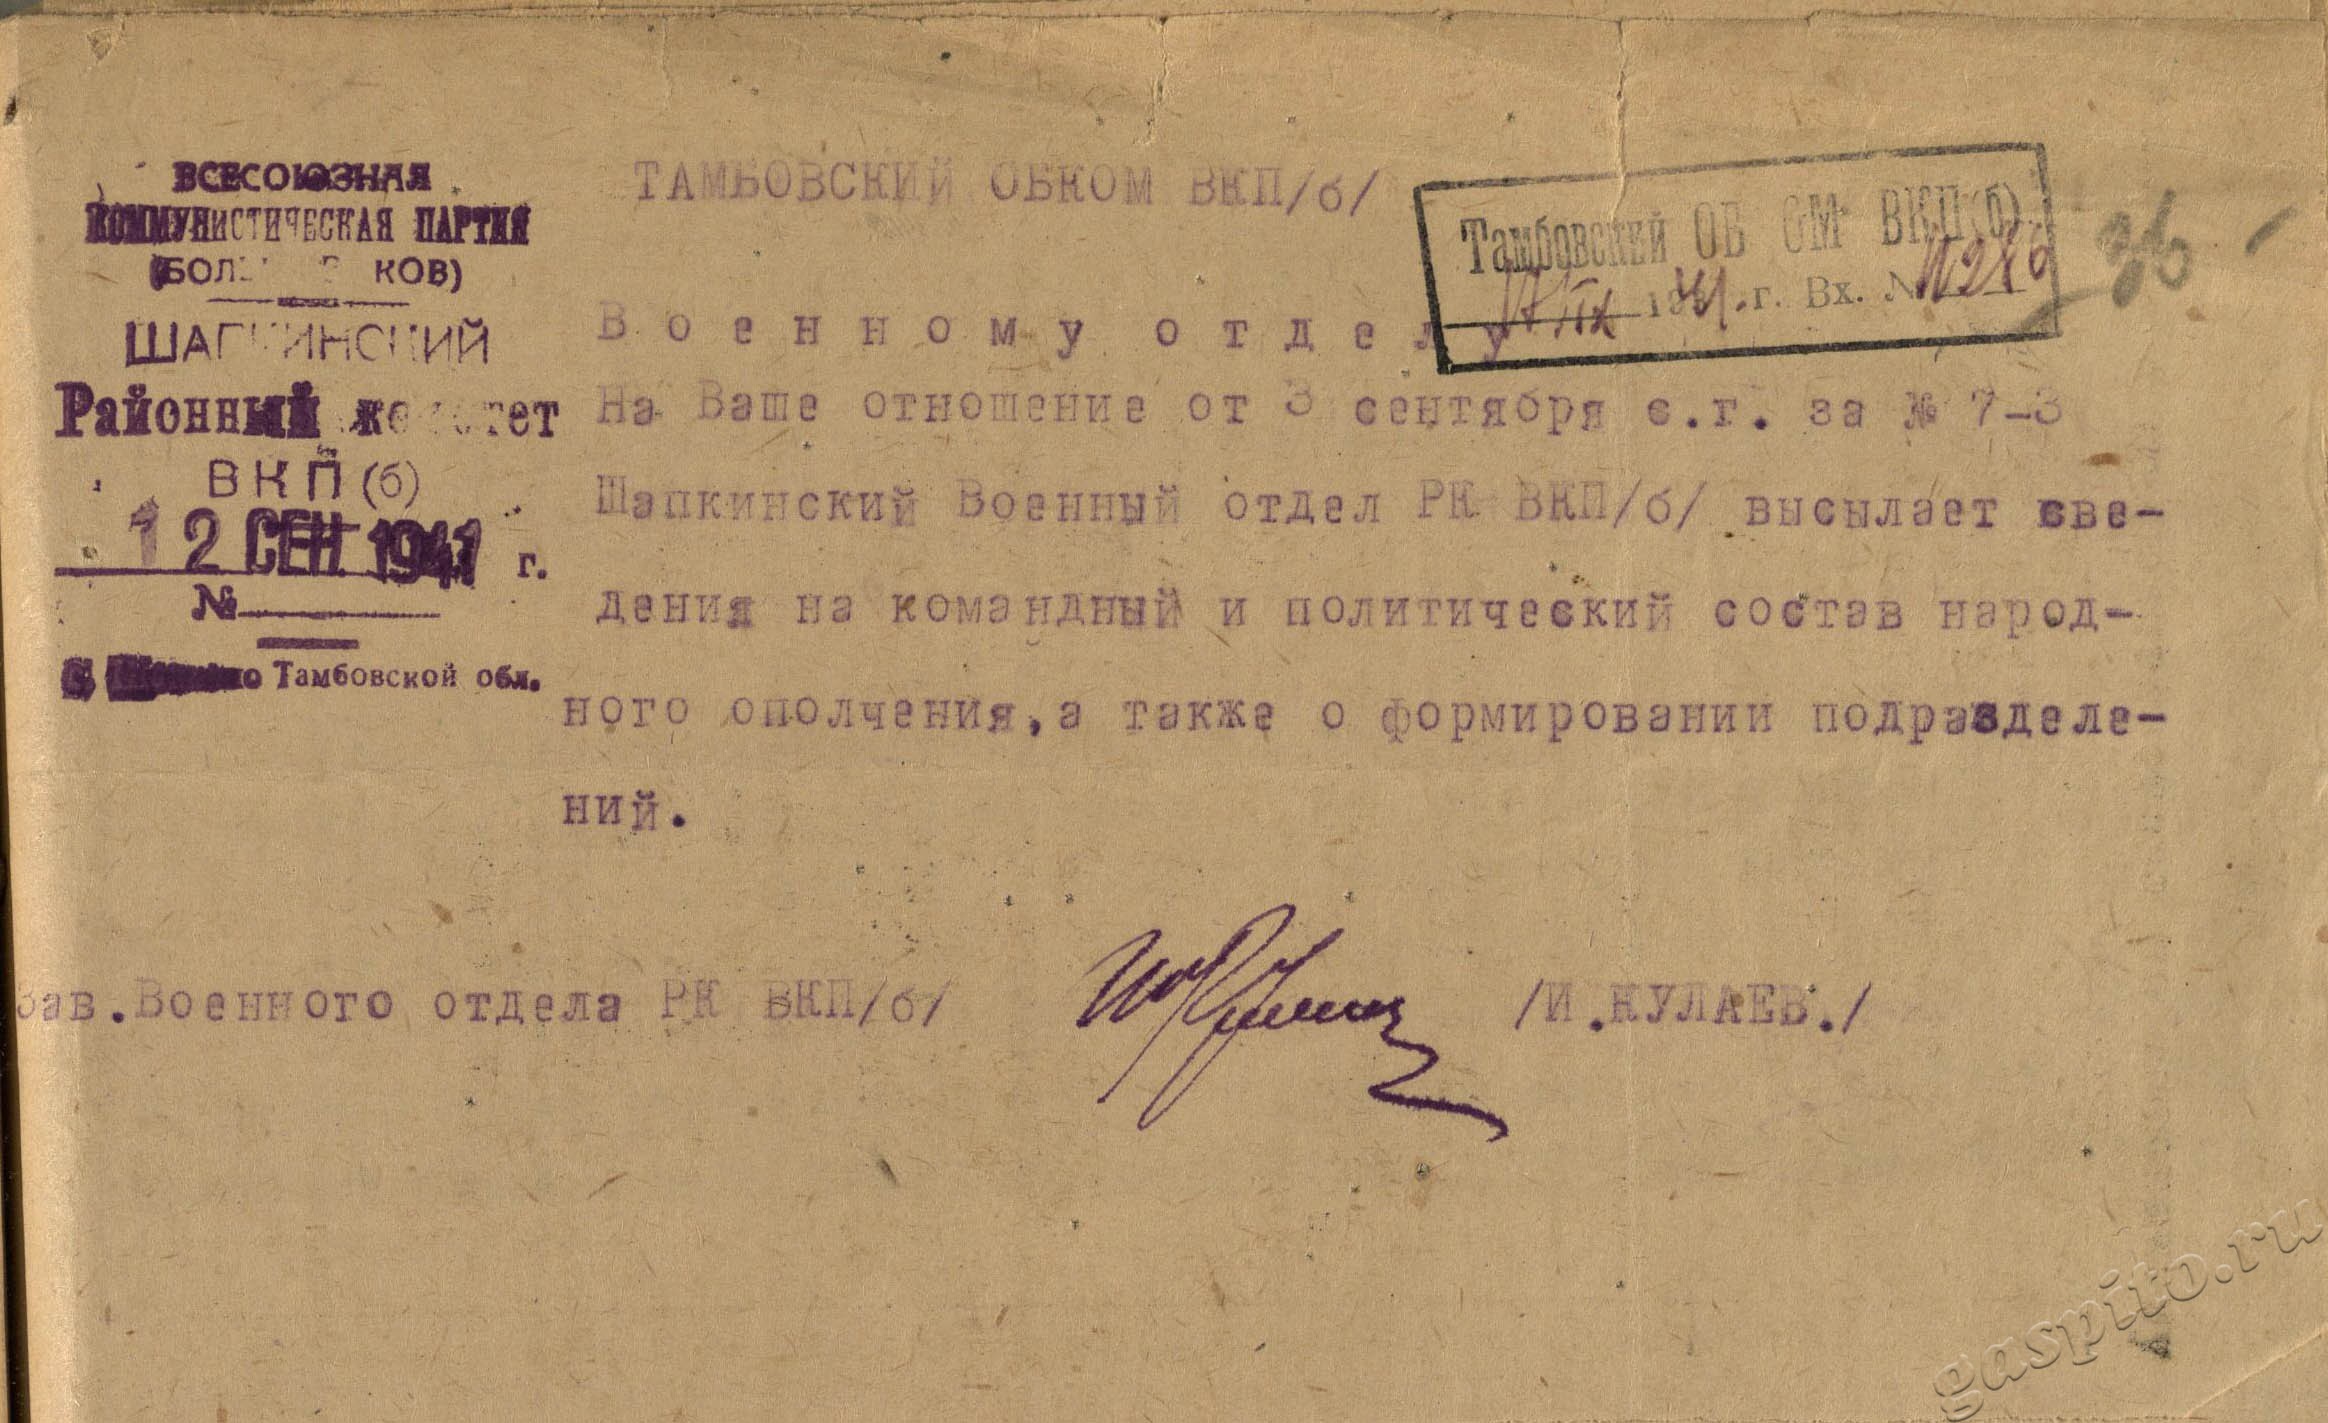 ВСЕСОЮЗНАЯ
КОММУНИСТИЧЕСКАЯ ПАРТИЯ
ШАПКИНСКИЙ
Районный комитет
ВКП(б)
12 СЕН 1941 г.
№
Тамбовской обл.
ТАМБОВСКИЙ ОБКОМ ВКП/б/
Тамбовский ОБ ОМ ВКП(б)
41. г. Вх. №
Военному отделу
На Ваше отношение от 3 сентября с.г. за № 7-3
Шапкинский Военный отдел РК ВКП/б/ высылает све-
дения на командный и политический состав народ-
ного ополчения, а также о формировании подразделе-
ний.
Зав. Военного отдела РК ВКП/б/
/И.КУЛАЕВ./
gaspito.ru